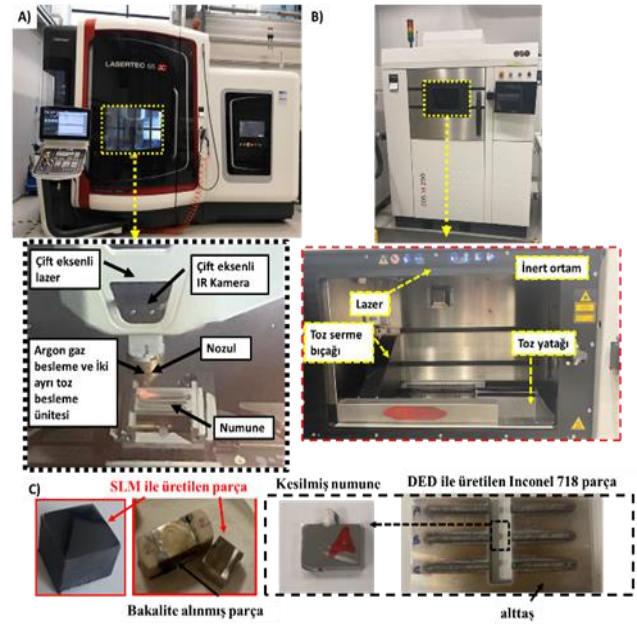 A)
B)
LASERTEC 65 3D
eos
EOS M 290
Çift eksenli
lazer
Çift eksenli
IR Kamera
Argon gaz
besleme ve İki
ayrı toz
besleme
ünitesi
Nozul
Numune
İnert ortam
Lazer
Toz serme
bıçağı
Toz yatağı
C)
SLM ile üretilen parça
Bakalite alınmış parça
Kesilmiş numune
DED ile üretilen Inconel 718 parça
alttaş